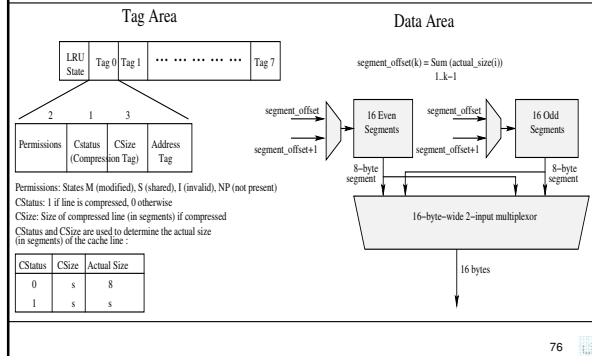 Tag Area
Data Area
LRU State
Tag 0
Tag 1
... ... ... ... ...
Tag 7
segment_offset(k) = Sum (actual_size(i))
1..k−1
2
1
3
Permissions
Cstatus
CSize
Address Tag
(Compression Tag)
segment_offset
segment_offset+1
16 Even
Segments
segment_offset
segment_offset+1
16 Odd
Segments
8−byte
segment
8−byte
segment
16−byte−wide 2−input multiplexor
16 bytes
Permissions: States M (modified), S (shared), I (invalid), NP (not present)
CStatus: 1 if line is compressed, 0 otherwise
CSize: Size of compressed line (in segments) if compressed
CStatus and CSize are used to determine the actual size
(in segments) of the cache line :
CStatus CSize Actual Size
0 s 8
1 s s
76